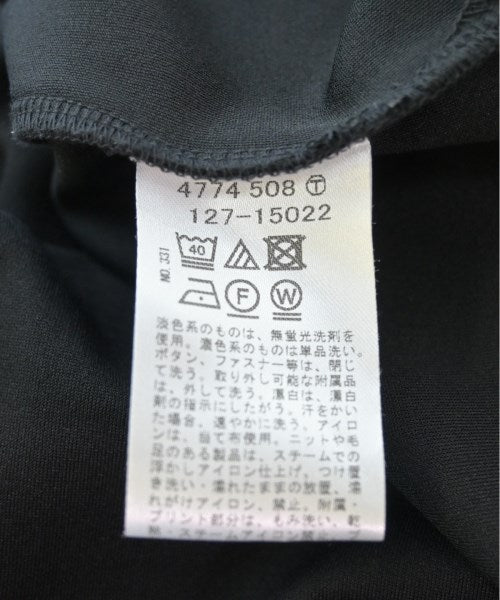 4774 508 Ⓣ
127-15022
NO.331
40
F W
淡色系のものは、無蛍光洗剤を
使用。濃色系のものは単品洗い。
ボタン、ファスナー等は、閉じ
て洗う。取り外し可能な附属品
は、外して洗う。漂白は、漂白
剤の指示にしたがう。汗をかい
た場合、速やかに洗う。アイロ
ンは、当て布使用。ニットや毛
足のある製品は、スチームでの
浮かしアイロン仕上げ。つけ置
き洗い・濡れたままの放置、濡
れがけアイロン、禁止。附属・
プリント部分は、もみ洗い、乾